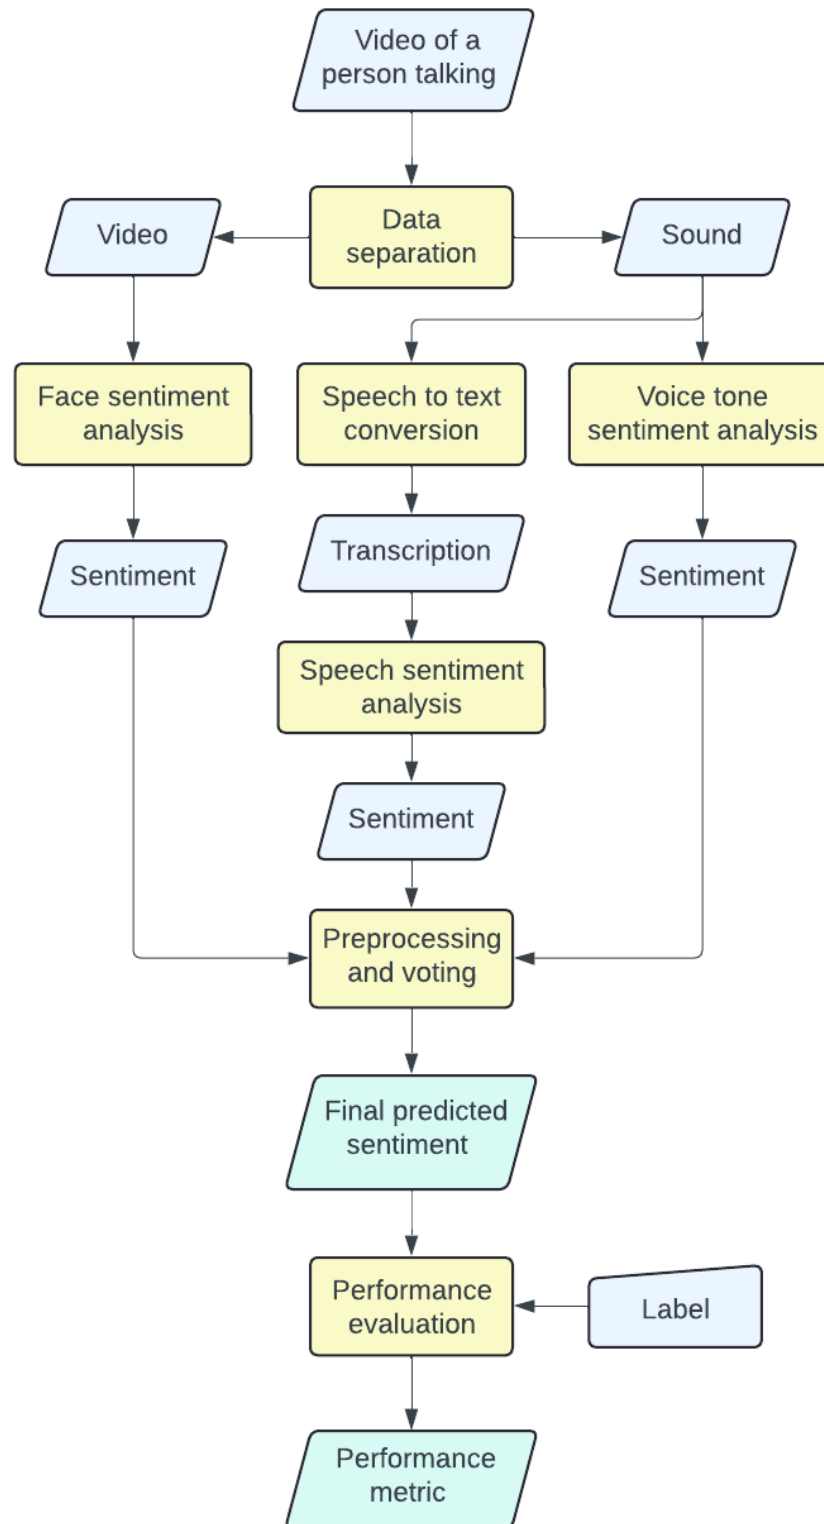 Video of a
person talking
Video
Data
separation
Sound
Face sentiment
analysis
Speech to text
conversion
Voice tone
sentiment analysis
Sentiment
Transcription
Sentiment
Speech sentiment
analysis
Sentiment
Preprocessing
and voting
Final predicted
sentiment
Performance
evaluation
Label
Performance
metric